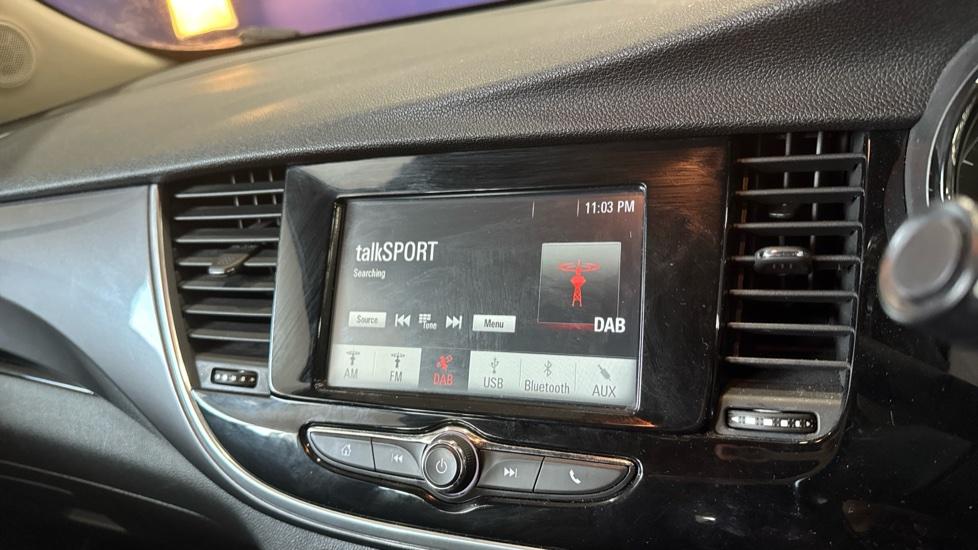 11:03 PM
talkSPORT
Searching
Source Tune Menu
DAB
AM FM DAB USB Bluetooth AUX